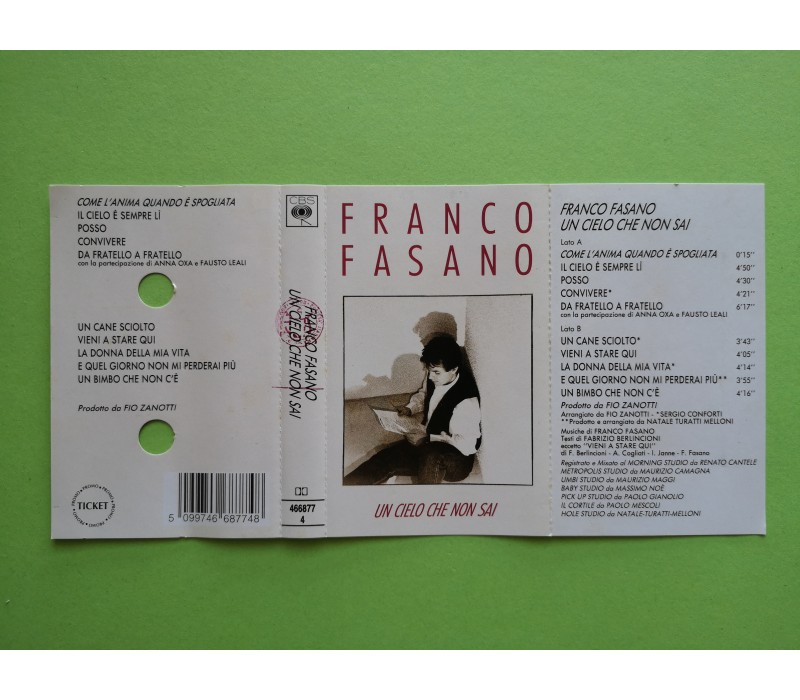 COME L'ANIMA QUANDO É SPOGLIATA
IL CIELO É SEMPRE LÍ
POSSO
CONVIVERE
DA FRATELLO A FRATELLO
con la partecipazione di ANNA OXA e FAUSTO LEALI
UN CANE SCIOLTO
VIENI A STARE QUI
LA DONNA DELLA MIA VITA
E QUEL GIORNO NON MI PERDERAI PIÙ
UN BIMBO CHE NON C'È
Prodotto da FIO ZANOTTI
TICKET
5 099746 687748
CBS
FRANCO FASANO
UN CIELO CHE NON SAI
466877
4
FRANCO
FASANO
UN CIELO CHE NON SAI
FRANCO FASANO
UN CIELO CHE NON SAI
Lato A
COME L'ANIMA QUANDO É SPOGLIATA 0'15"
IL CIELO É SEMPRE LÍ 4'50"
POSSO 4'30"
CONVIVERE* 4'21"
DA FRATELLO A FRATELLO 6'17"
con la partecipazione di ANNA OXA e FAUSTO LEALI
Lato B
UN CANE SCIOLTO* 3'43"
VIENI A STARE QUI 4'05"
LA DONNA DELLA MIA VITA* 4'14"
E QUEL GIORNO NON MI PERDERAI PIÙ** 3'55"
UN BIMBO CHE NON C'È 4'16"
Prodotto da FIO ZANOTTI
Arrangiato da FIO ZANOTTI - *SERGIO CONFORTI
**Prodotto e arrangiato da NATALE TURATTI MELLONI
Musiche di FRANCO FASANO
Testi di FABRIZIO BERLINCIONI
eccetto "VIENI A STARE QUI"
di F. Berlincioni - A. Cogliati - I. Janne - F. Fasano
Registrato e Mixato al MORNING STUDIO da RENATO CANTELE
METROPOLIS STUDIO da MAURIZIO CAMAGNA
UMBI STUDIO da MAURIZIO MAGGI
BABY STUDIO da MASSIMO NOÈ
PICK UP STUDIO da PAOLO GIANOLIO
IL CORTILE da PAOLO MESCOLI
HOLE STUDIO da NATALE-TURATTI-MELLONI